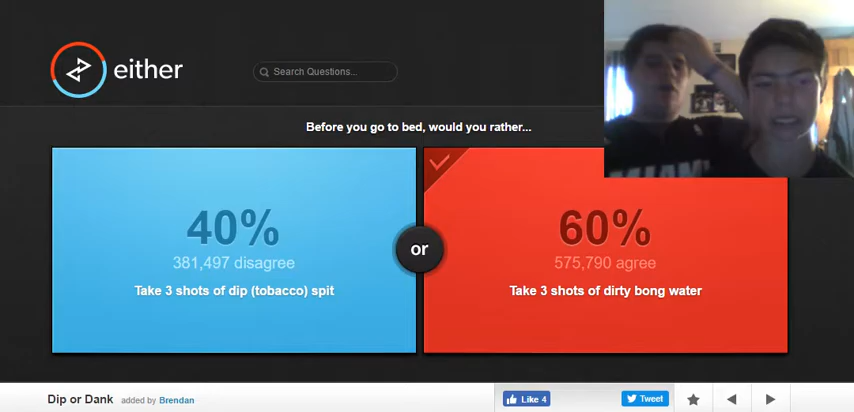 either
Search Questions...
Before you go to bed, would you rather...
40%
381,497 disagree
Take 3 shots of dip (tobacco) spit
or
60%
575,790 agree
Take 3 shots of dirty bong water
Dip or Dank added by Brendan
Like 4
Tweet